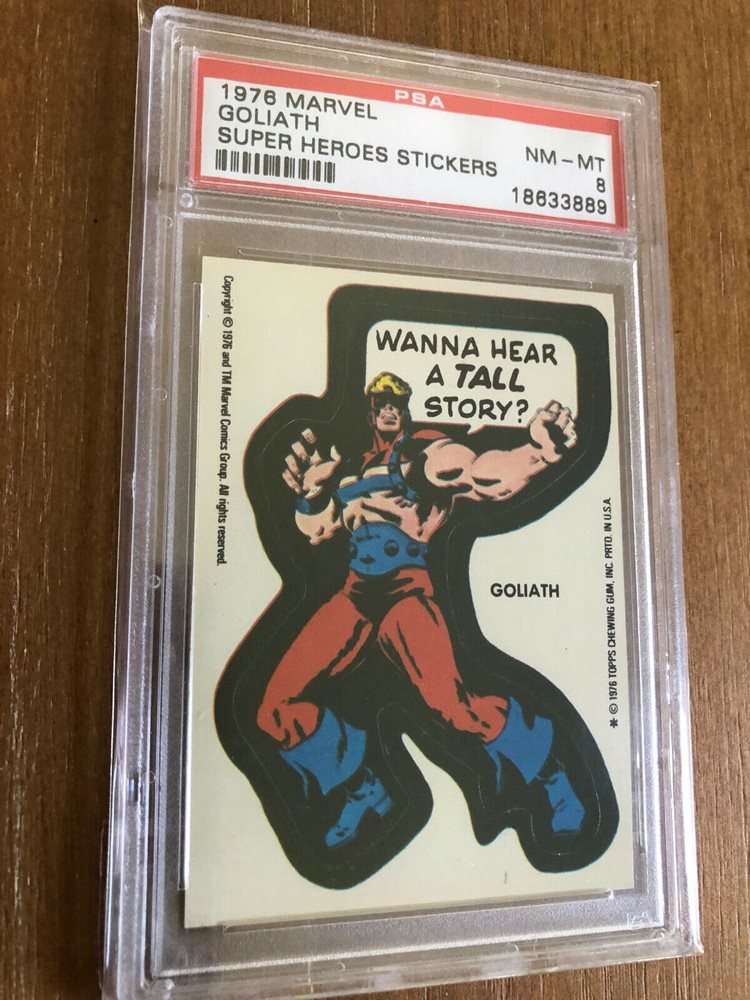 PSA
1976 MARVEL
GOLIATH
SUPER HEROES STICKERS
NM - MT
8
18633889
WANNA HEAR
A TALL
STORY?
GOLIATH
Copyright © 1976 and TM Marvel Comics Group. All rights reserved.
* © 1976 TOPPS CHEWING GUM, INC. PRTD. IN U.S.A.